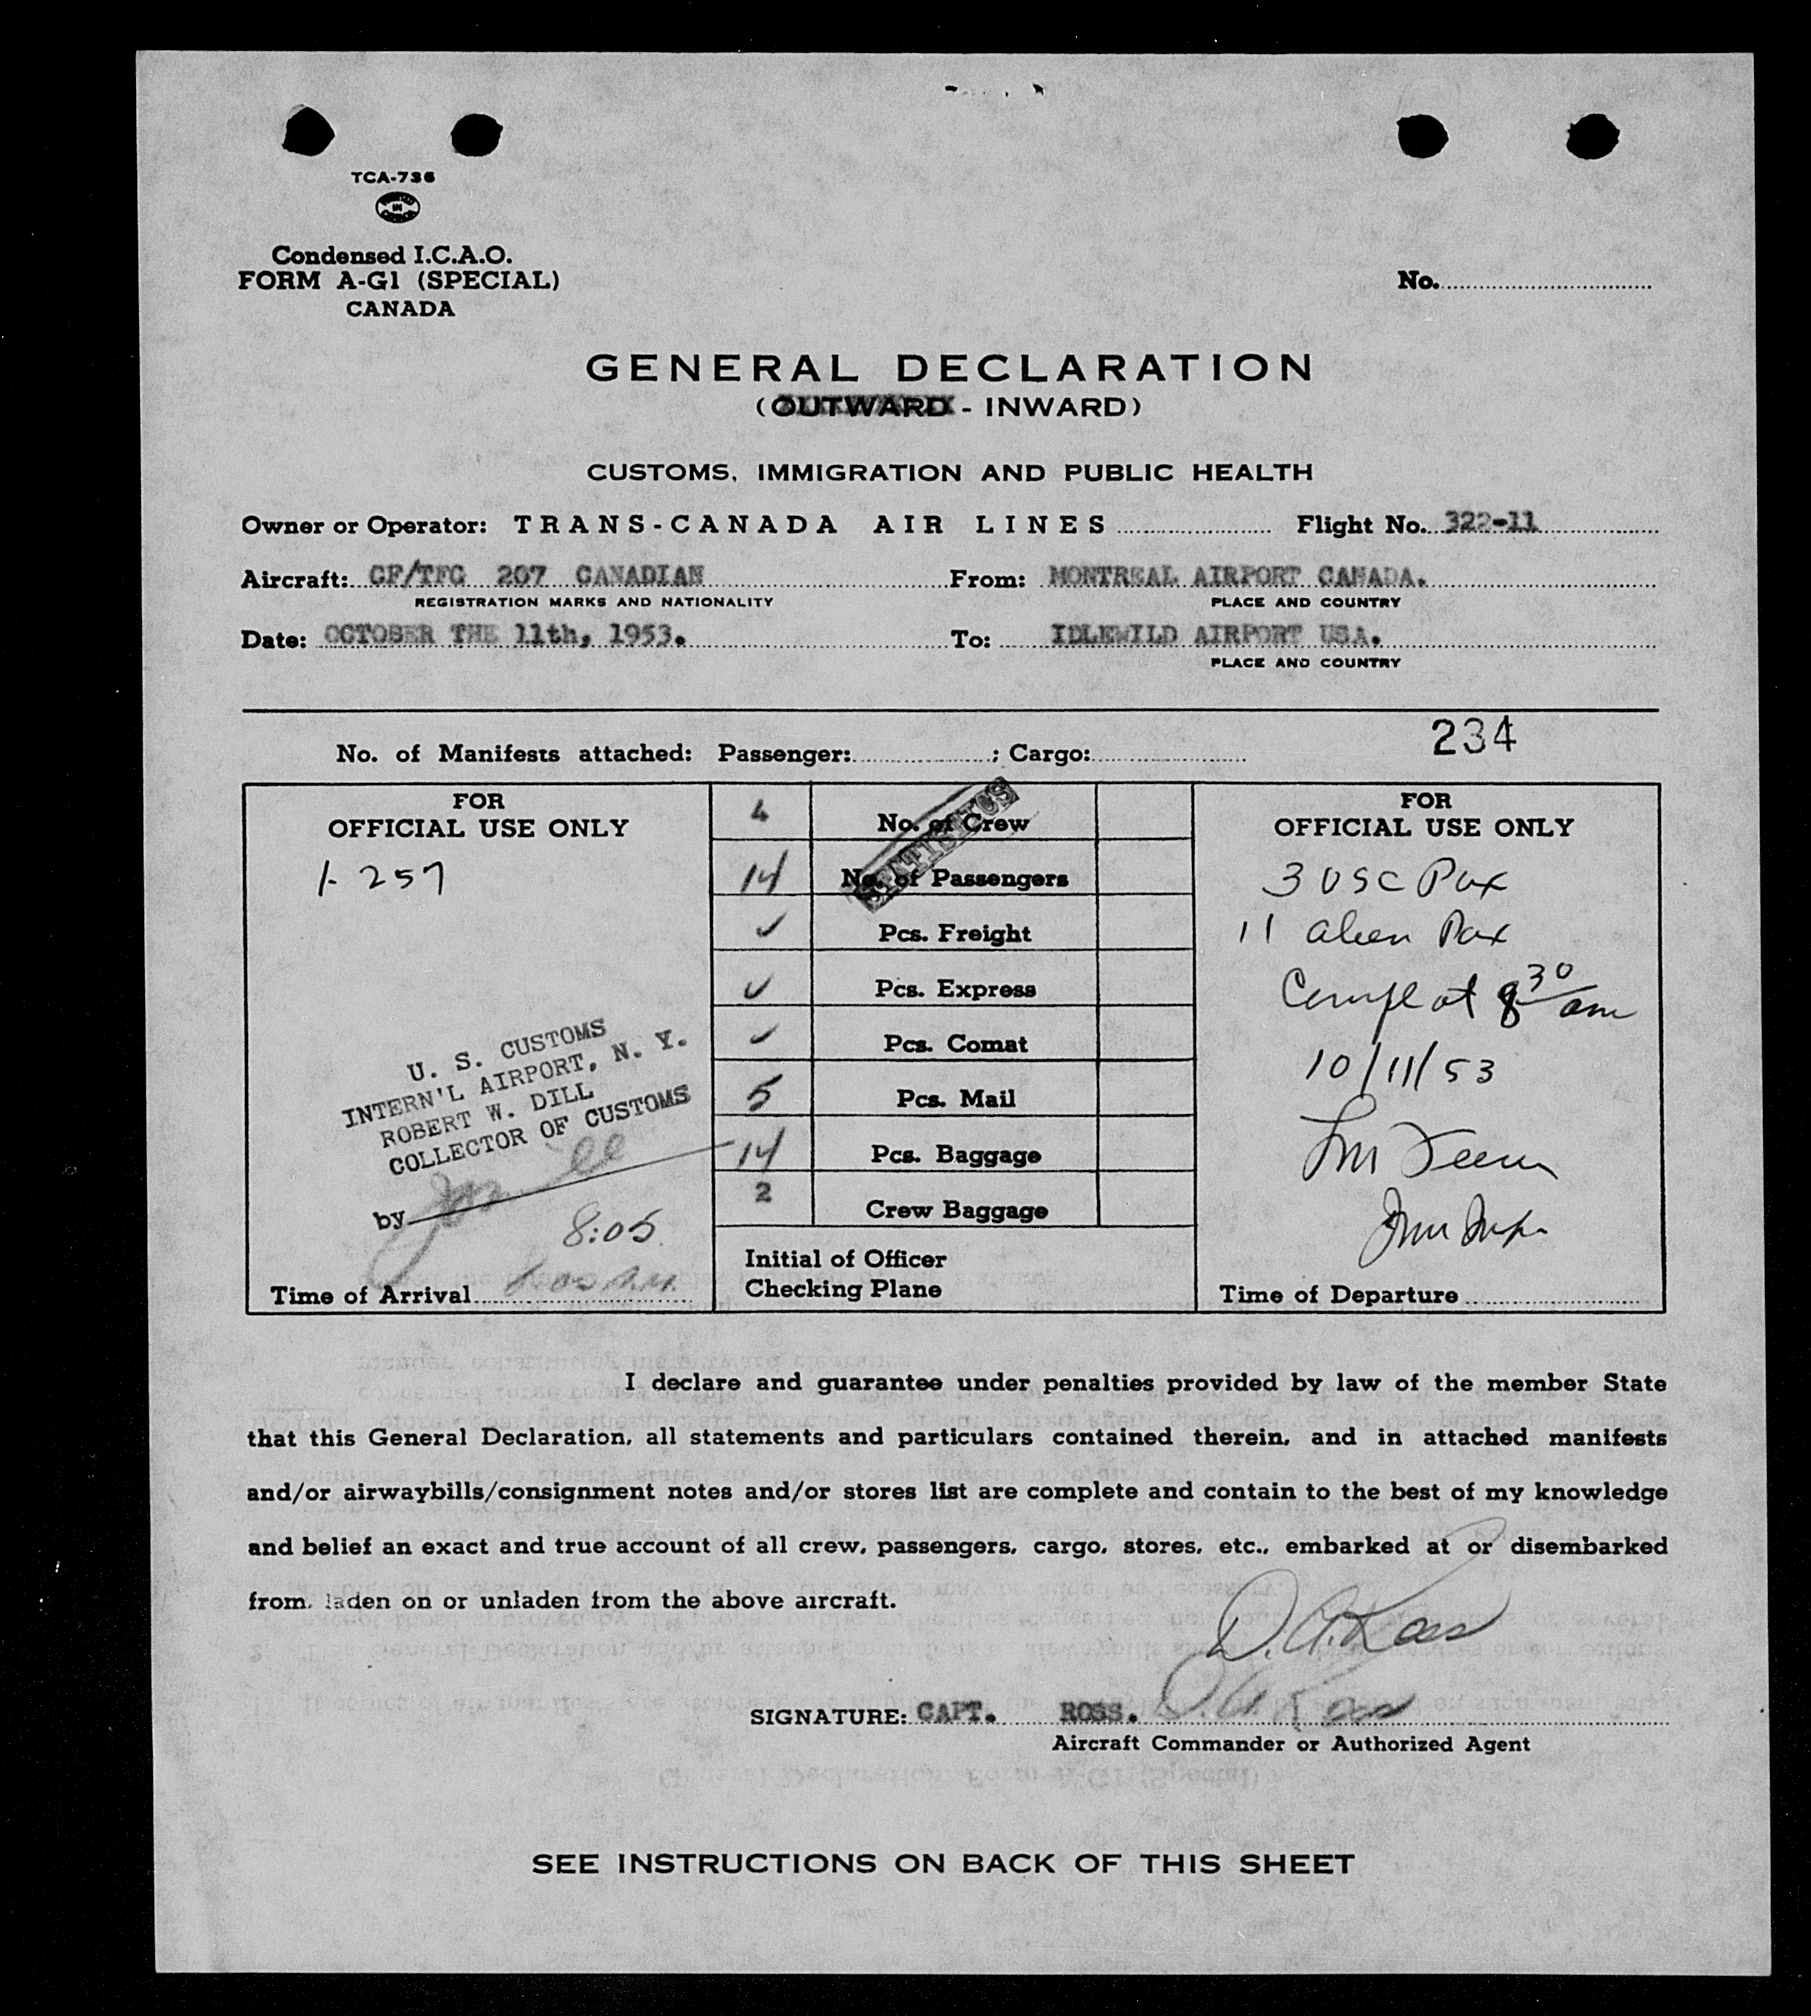 TCA-736
PRINTED IN CANADA
Condensed I.C.A.O.
FORM A-G1 (SPECIAL)
CANADA
No.
GENERAL DECLARATION
(OUTWARD - INWARD)
CUSTOMS, IMMIGRATION AND PUBLIC HEALTH
Owner or Operator: TRANS-CANADA AIR LINES Flight No. 322-11
Aircraft: CF/TFG 207 CANADIAN From: MONTREAL AIRPORT CANADA.
REGISTRATION MARKS AND NATIONALITY PLACE AND COUNTRY
Date: OCTOBER THE 11th, 1953. To: IDLEWILD AIRPORT USA.
PLACE AND COUNTRY
234
No. of Manifests attached: Passenger: ; Cargo:
FOR
OFFICIAL USE ONLY
1-257
U. S. CUSTOMS
INTERN'L AIRPORT, N. Y.
ROBERT W. DILL
COLLECTOR OF CUSTOMS
by
8:05
Time of Arrival
4 No. of Crew
STATISTICS
14 No. of Passengers
✓ Pcs. Freight
✓ Pcs. Express
✓ Pcs. Comat
5 Pcs. Mail
14 Pcs. Baggage
2 Crew Baggage
Initial of Officer
Checking Plane
FOR
OFFICIAL USE ONLY
3 USC Pax
11 alien Pax
Compl at 8 30 am
10/11/53
Time of Departure
I declare and guarantee under penalties provided by law of the member State
that this General Declaration, all statements and particulars contained therein, and in attached manifests
and/or airwaybills/consignment notes and/or stores list are complete and contain to the best of my knowledge
and belief an exact and true account of all crew, passengers, cargo, stores, etc., embarked at or disembarked
from, laden on or unladen from the above aircraft.
D. A. Ross
SIGNATURE: CAPT. ROSS. D. A. Ross
Aircraft Commander or Authorized Agent
SEE INSTRUCTIONS ON BACK OF THIS SHEET